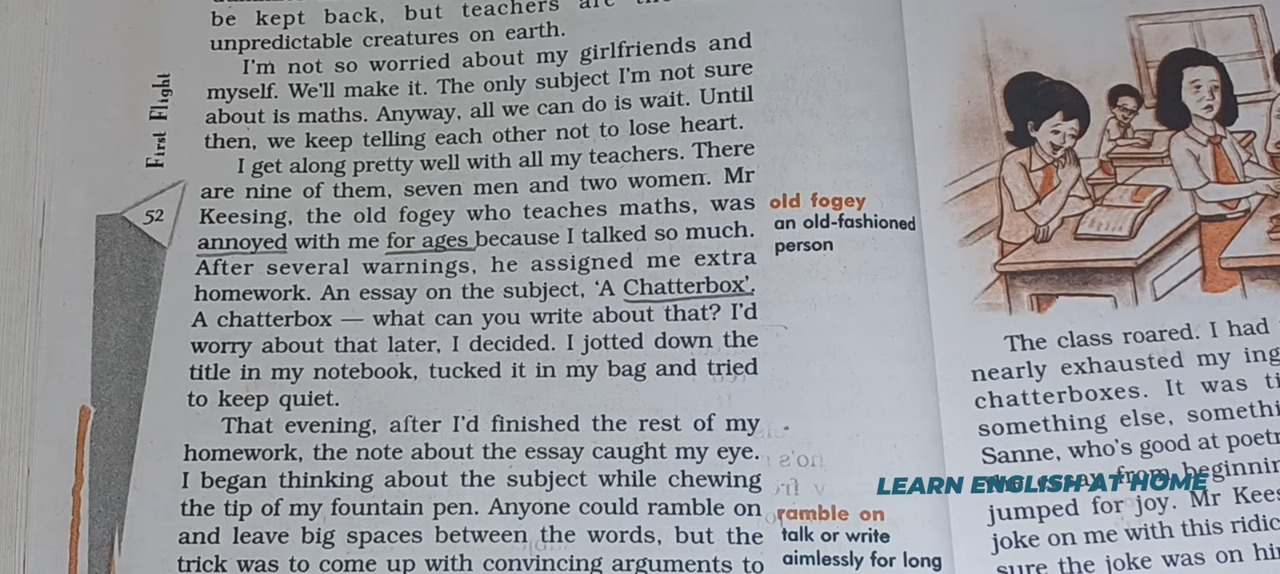 be kept back, but teachers are the
unpredictable creatures on earth.
I'm not so worried about my girlfriends and
myself. We'll make it. The only subject I'm not sure
about is maths. Anyway, all we can do is wait. Until
then, we keep telling each other not to lose heart.
I get along pretty well with all my teachers. There
are nine of them, seven men and two women. Mr
Keesing, the old fogey who teaches maths, was
annoyed with me for ages because I talked so much.
After several warnings, he assigned me extra
homework. An essay on the subject, ‘A Chatterbox’.
A chatterbox — what can you write about that? I'd
worry about that later, I decided. I jotted down the
title in my notebook, tucked it in my bag and tried
to keep quiet.
That evening, after I'd finished the rest of my
homework, the note about the essay caught my eye.
I began thinking about the subject while chewing
the tip of my fountain pen. Anyone could ramble on
and leave big spaces between the words, but the
trick was to come up with convincing arguments to
First Flight
52
old fogey
an old-fashioned
person
ramble on
talk or write
aimlessly for long
The class roared. I had
nearly exhausted my ing
chatterboxes. It was ti
something else, somethi
Sanne, who's good at poetr
from beginnin
jumped for joy. Mr Kees
joke on me with this ridic
sure the joke was on hi
LEARN ENGLISH AT HOME